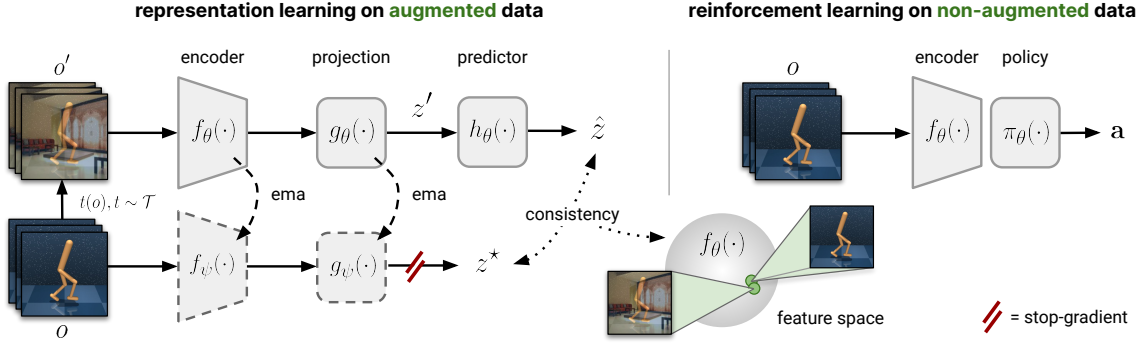 representation learning on augmented data
reinforcement learning on non-augmented data
o′
encoder
projection
predictor
f_θ(·)
g_θ(·)
z′
h_θ(·)
ẑ
t(o), t ∼ 𝒯
ema
ema
consistency
f_ψ(·)
g_ψ(·)
z⋆
o
o
encoder
policy
f_θ(·)
π_θ(·)
a
f_θ(·)
feature space
= stop-gradient